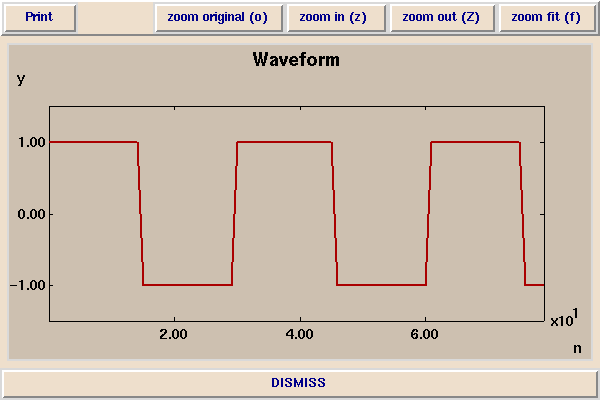 Print zoom original (o) zoom in (z) zoom out (Z) zoom fit (f)
Waveform
y
1.00
0.00
-1.00
2.00 4.00 6.00 x10^1
n
DISMISS